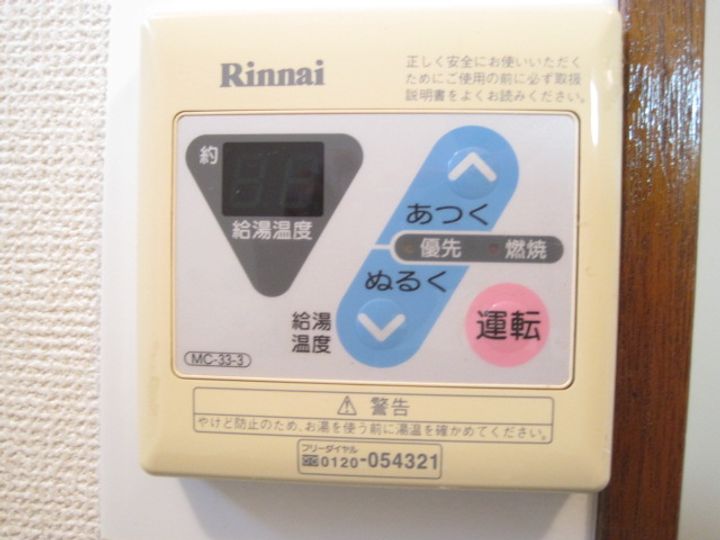 Rinnai
正しく安全にお使いいただく
ためにご使用の前に必ず取扱
説明書をよくお読みください。
約
給湯温度
あつく
優先 燃焼
ぬるく
給湯
温度
運転
MC-33-3
⚠ 警告
やけど防止のため、お湯を使う前に湯温を確かめてください。
フリーダイヤル
0120-054321